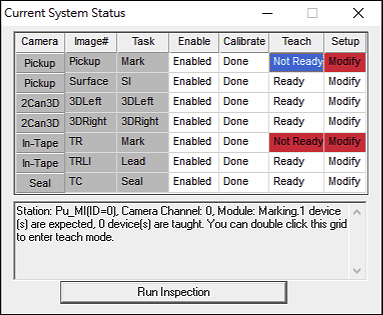 Current System Status
Camera Image# Task Enable Calibrate Teach Setup
Pickup Pickup Mark Enabled Done Not Ready Modify
Pickup Surface SI Enabled Done Ready Modify
2Can3D 3DLeft 3DLeft Enabled Done Ready Modify
2Can3D 3DRight 3DRight Enabled Done Ready Modify
In-Tape TR Mark Enabled Done Not Ready Modify
In-Tape TRLI Lead Enabled Done Ready Modify
Seal TC Seal Enabled Done Ready Modify
Station: Pu_MI(ID=0), Camera Channel: 0, Module: Marking.1 device
(s) are expected, 0 device(s) are taught. You can double click this grid
to enter teach mode.
Run Inspection